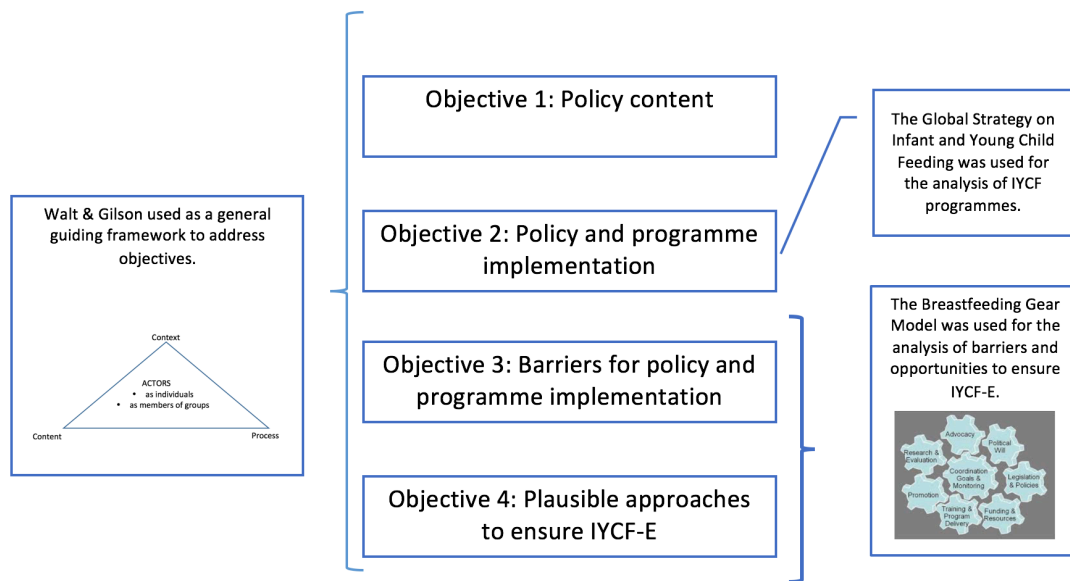 Walt & Gilson used as a general
guiding framework to address
objectives.
Context
ACTORS
• as individuals
• as members of groups
Content
Process
Objective 1: Policy content
Objective 2: Policy and programme
implementation
Objective 3: Barriers for policy and
programme implementation
Objective 4: Plausible approaches
to ensure IYCF-E
The Global Strategy on
Infant and Young Child
Feeding was used for
the analysis of IYCF
programmes.
The Breastfeeding Gear
Model was used for the
analysis of barriers and
opportunities to ensure
IYCF-E.
Advocacy
Political
Will
Research &
Evaluation
Coordination
Goals &
Monitoring
Legislation
& Policies
Promotion
Training &
Program
Delivery
Funding &
Resources